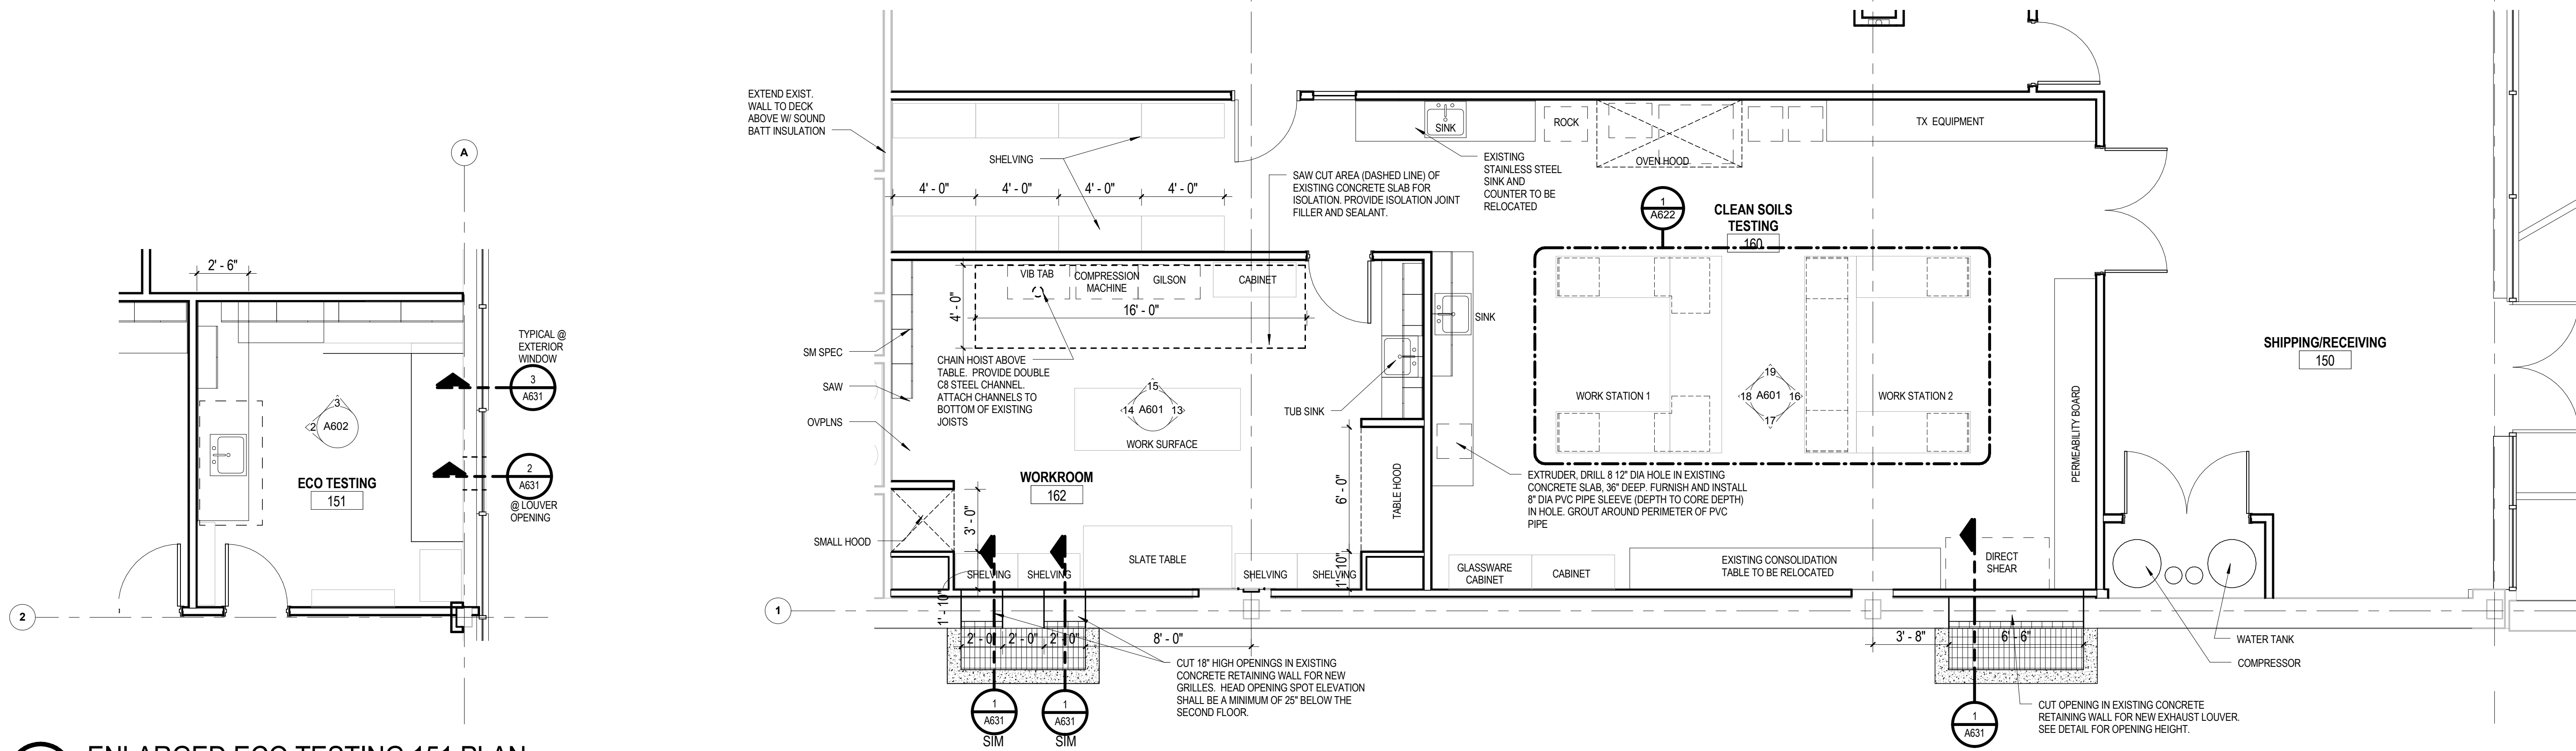 A
2' - 6"
TYPICAL @
EXTERIOR
WINDOW
3
A631
3
2
A602
2
A631
@ LOUVER
OPENING
ECO TESTING
151
2
EXTEND EXIST.
WALL TO DECK
ABOVE W/ SOUND
BATT INSULATION
SHELVING
4' - 0"
4' - 0"
4' - 0"
4' - 0"
SAW CUT AREA (DASHED LINE) OF
EXISTING CONCRETE SLAB FOR
ISOLATION. PROVIDE ISOLATION JOINT
FILLER AND SEALANT.
SINK
EXISTING
STAINLESS STEEL
SINK AND
COUNTER TO BE
RELOCATED
ROCK
OVEN HOOD
TX EQUIPMENT
1
A622
CLEAN SOILS
TESTING
160
VIB TAB
COMPRESSION
MACHINE
GILSON
CABINET
4' - 0"
16' - 0"
SINK
SM SPEC
SAW
OVPLNS
CHAIN HOIST ABOVE
TABLE. PROVIDE DOUBLE
C8 STEEL CHANNEL.
ATTACH CHANNELS TO
BOTTOM OF EXISTING
JOISTS
15
14
A601
13
WORK SURFACE
TUB SINK
WORK STATION 1
19
18
A601
16
17
WORK STATION 2
PERMEABILITY BOARD
SHIPPING/RECEIVING
150
WORKROOM
162
6' - 0"
TABLE HOOD
EXTRUDER, DRILL 8 12" DIA HOLE IN EXISTING
CONCRETE SLAB, 36" DEEP. FURNISH AND INSTALL
8" DIA PVC PIPE SLEEVE (DEPTH TO CORE DEPTH)
IN HOLE. GROUT AROUND PERIMETER OF PVC
PIPE
3' - 0"
SMALL HOOD
SHELVING
SHELVING
SLATE TABLE
SHELVING
SHELVING
1' - 10"
GLASSWARE
CABINET
CABINET
EXISTING CONSOLIDATION
TABLE TO BE RELOCATED
DIRECT
SHEAR
1
1' - 10"
2' - 0"
2' - 0"
2' - 0"
8' - 0"
3' - 8"
6' - 6"
WATER TANK
COMPRESSOR
CUT 18" HIGH OPENINGS IN EXISTING
CONCRETE RETAINING WALL FOR NEW
GRILLES. HEAD OPENING SPOT ELEVATION
SHALL BE A MINIMUM OF 25" BELOW THE
SECOND FLOOR.
1
A631
SIM
1
A631
SIM
1
A631
CUT OPENING IN EXISTING CONCRETE
RETAINING WALL FOR NEW EXHAUST LOUVER.
SEE DETAIL FOR OPENING HEIGHT.
ENLARGED ECO TESTING 151 PLAN